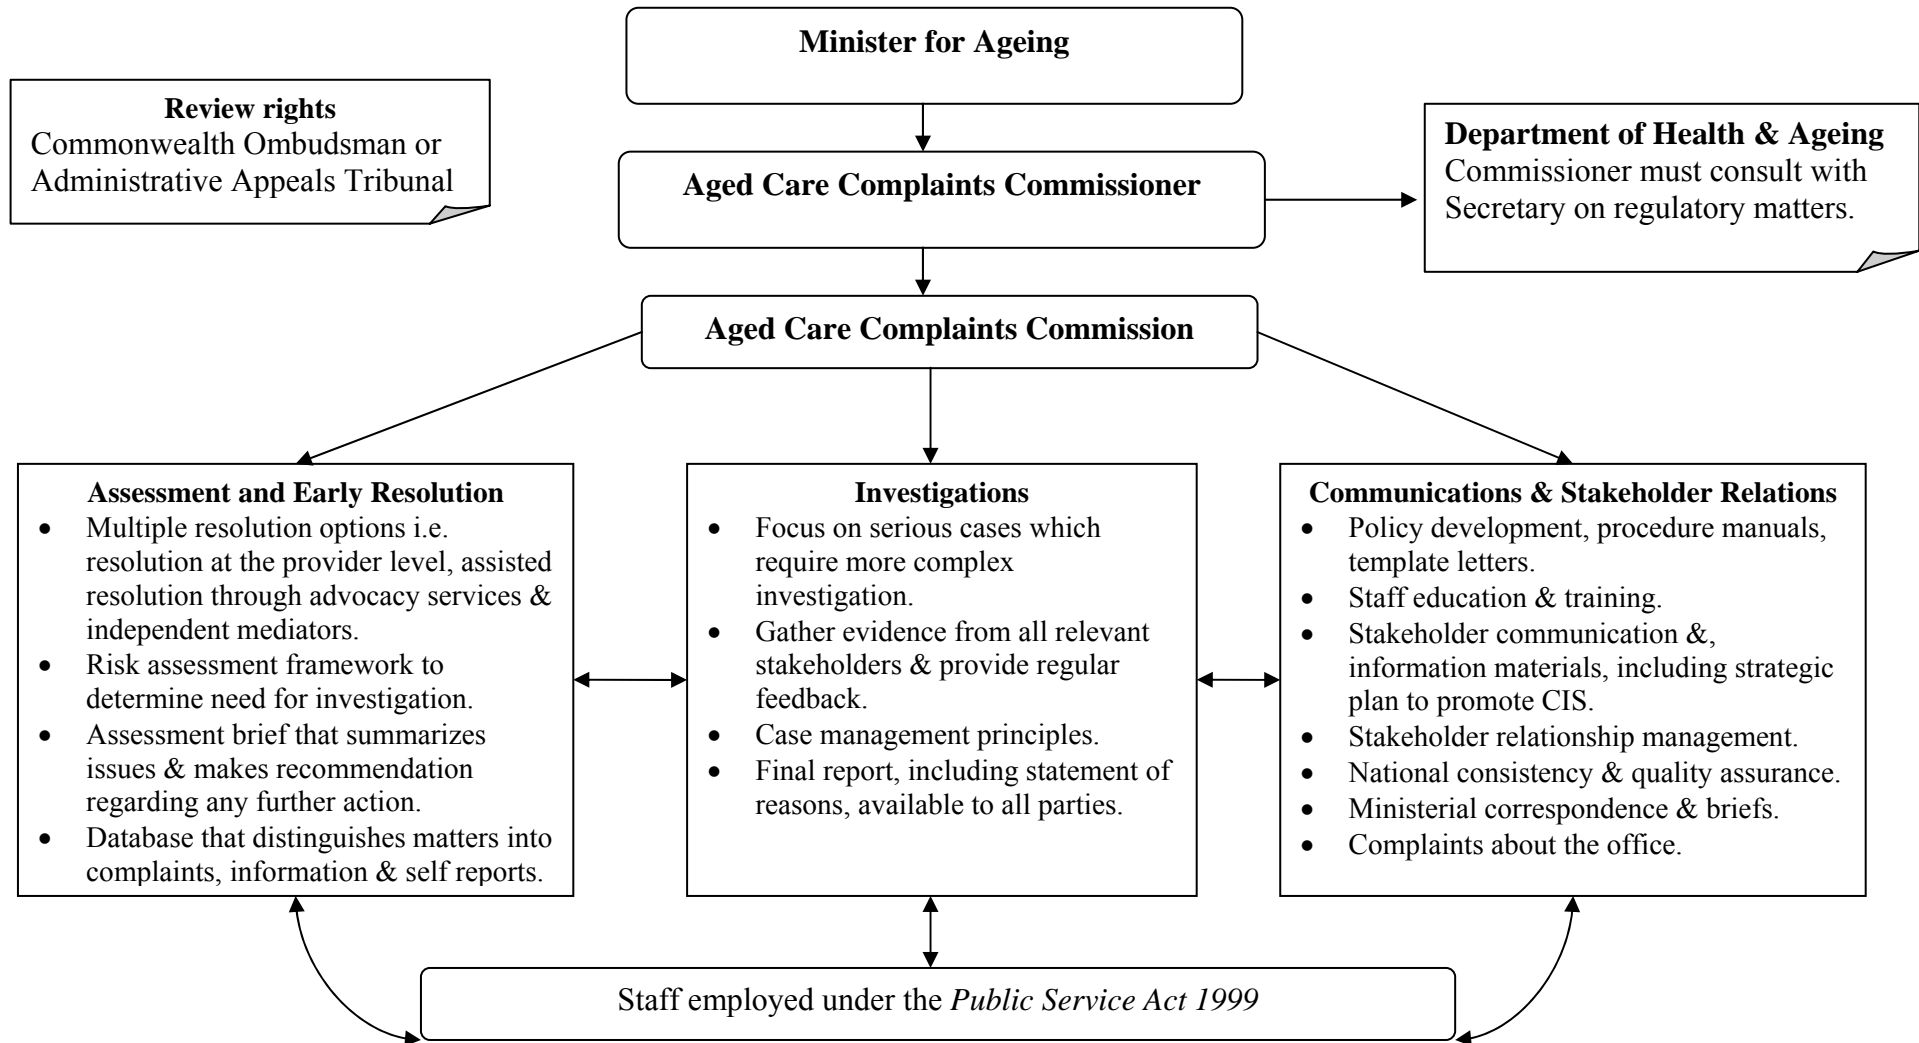 Minister for Ageing
Review rights
Commonwealth Ombudsman or
Administrative Appeals Tribunal
Department of Health & Ageing
Commissioner must consult with
Secretary on regulatory matters.
Aged Care Complaints Commissioner
Aged Care Complaints Commission
Assessment and Early Resolution
• Multiple resolution options i.e.
resolution at the provider level, assisted
resolution through advocacy services &
independent mediators.
• Risk assessment framework to
determine need for investigation.
• Assessment brief that summarizes
issues & makes recommendation
regarding any further action.
• Database that distinguishes matters into
complaints, information & self reports.
Investigations
• Focus on serious cases which
require more complex
investigation.
• Gather evidence from all relevant
stakeholders & provide regular
feedback.
• Case management principles.
• Final report, including statement of
reasons, available to all parties.
Communications & Stakeholder Relations
• Policy development, procedure manuals,
template letters.
• Staff education & training.
• Stakeholder communication &,
information materials, including strategic
plan to promote CIS.
• Stakeholder relationship management.
• National consistency & quality assurance.
• Ministerial correspondence & briefs.
• Complaints about the office.
Staff employed under the Public Service Act 1999